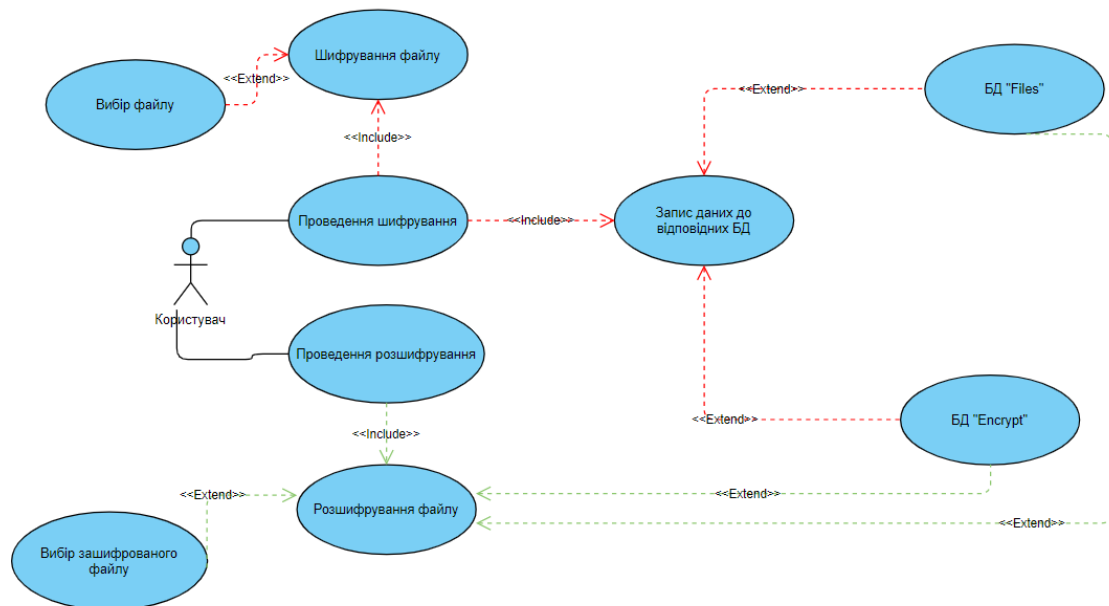 Шифрування файлу
<<Extend>>
Вибір файлу
БД "Files"
<<Extend>>
<<Include>>
Проведення шифрування
<<Include>>
Запис даних до
відповідних БД
Користувач
Проведення розшифрування
<<Include>>
<<Extend>>
БД "Encrypt"
<<Extend>>
<<Extend>>
Розшифрування файлу
<<Extend>>
Вибір зашифрованого
файлу